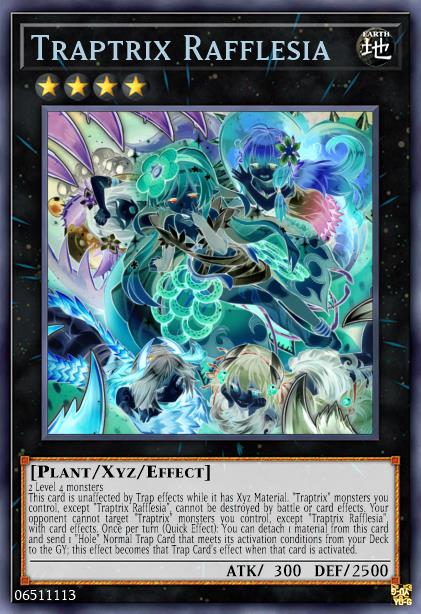 Traptrix Rafflesia
EARTH
地
[Plant/Xyz/Effect]
2 Level 4 monsters
This card is unaffected by Trap effects while it has Xyz Material. "Traptrix" monsters you
control, except "Traptrix Rafflesia", cannot be destroyed by battle or card effects. Your
opponent cannot target "Traptrix" monsters you control, except "Traptrix Rafflesia",
with card effects. Once per turn (Quick Effect): You can detach 1 material from this card
and send 1 "Hole" Normal Trap Card that meets its activation conditions from your Deck
to the GY; this effect becomes that Trap Card's effect when that card is activated.
ATK/ 300 DEF/2500
06511113